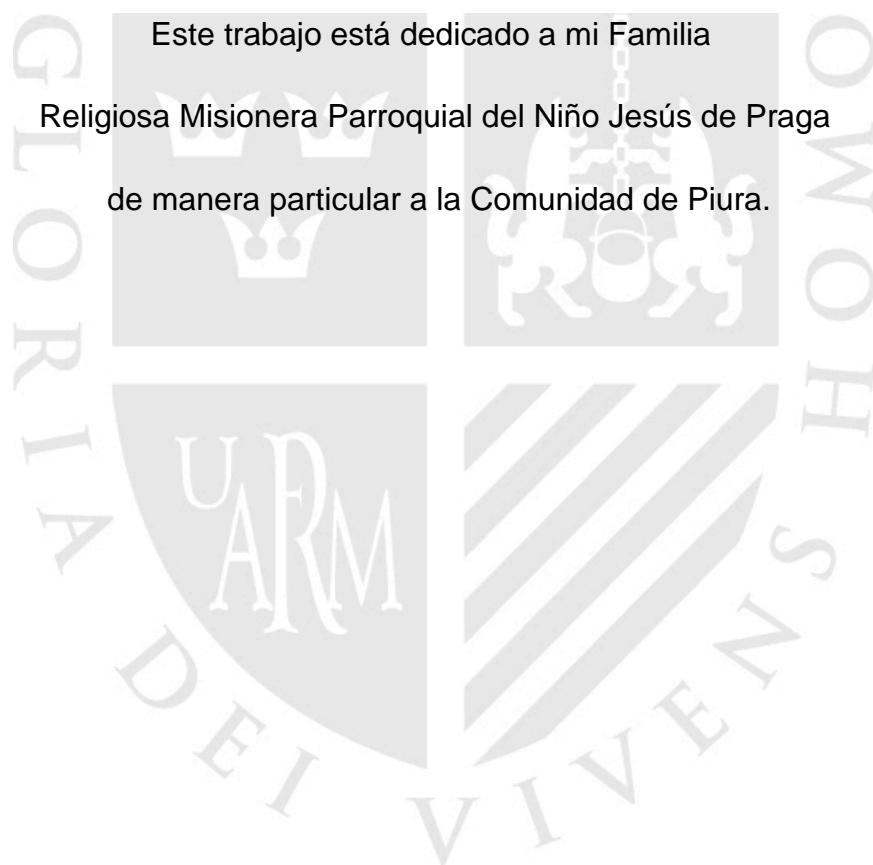 Este trabajo está dedicado a mi Familia
Religiosa Misionera Parroquial del Niño Jesús de Praga
de manera particular a la Comunidad de Piura.
GLORIA DEI VIVENS HOMO
UARM